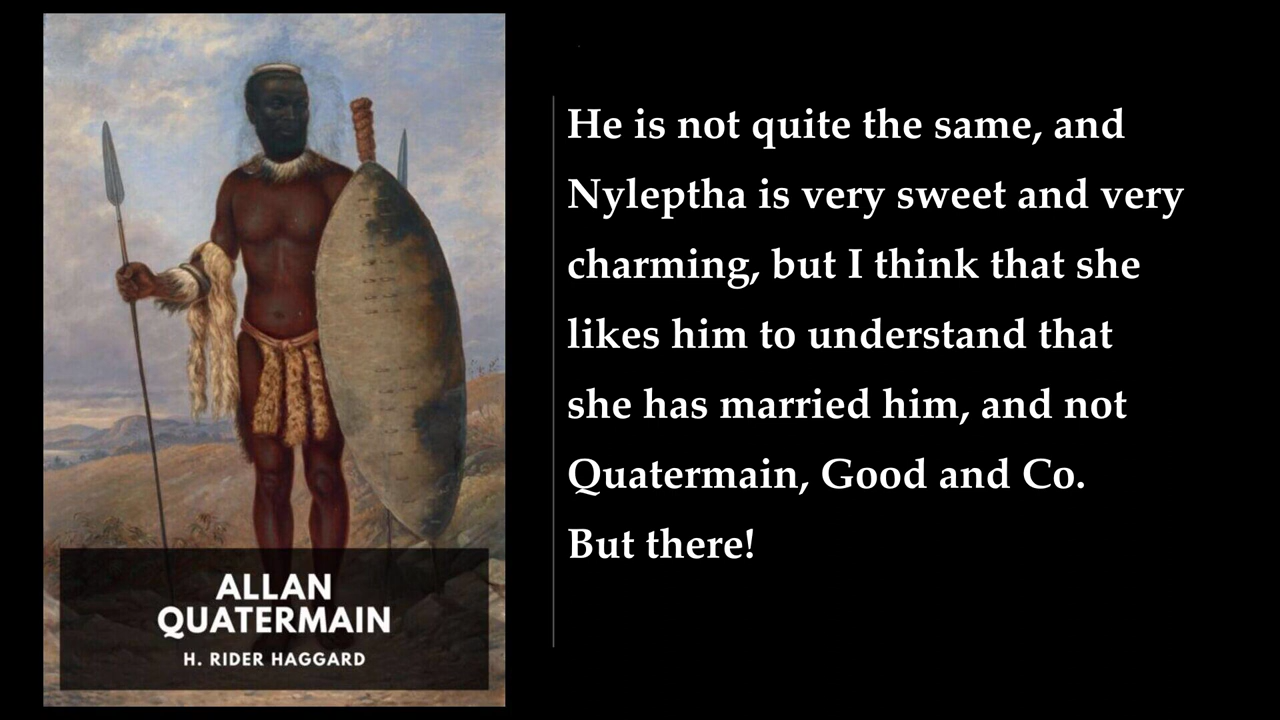 ALLAN
QUATERMAIN
H. RIDER HAGGARD
He is not quite the same, and
Nyleptha is very sweet and very
charming, but I think that she
likes him to understand that
she has married him, and not
Quatermain, Good and Co.
But there!